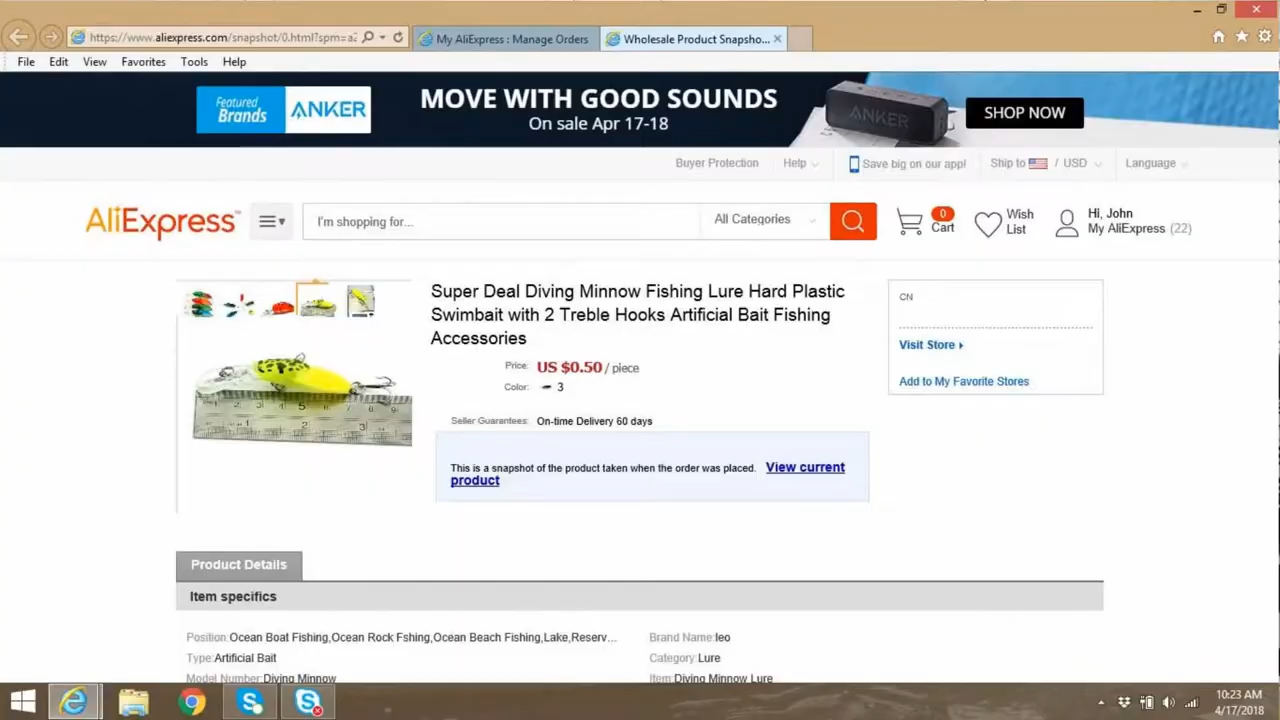 https://www.aliexpress.com/snapshot/0.html?spm=a2
My AliExpress : Manage Orders
Wholesale Product Snapsho...
File Edit View Favorites Tools Help
Featured Brands
ANKER
MOVE WITH GOOD SOUNDS
On sale Apr 17-18
ANKER
SHOP NOW
Buyer Protection Help Save big on our app! Ship to / USD Language
AliExpress™
I'm shopping for...
All Categories
0
Cart
Wish List
Hi, John
My AliExpress (22)
Super Deal Diving Minnow Fishing Lure Hard Plastic
Swimbait with 2 Treble Hooks Artificial Bait Fishing
Accessories
Price: US $0.50 / piece
Color: 3
Seller Guarantees: On-time Delivery 60 days
This is a snapshot of the product taken when the order was placed. View current
product
CN
Visit Store
Add to My Favorite Stores
Product Details
Item specifics
Position:Ocean Boat Fishing,Ocean Rock Fshing,Ocean Beach Fishing,Lake,Reserv...
Brand Name:leo
Type:Artificial Bait
Category:Lure
Model Number:Diving Minnow
Item:Diving Minnow Lure
10:23 AM
4/17/2018